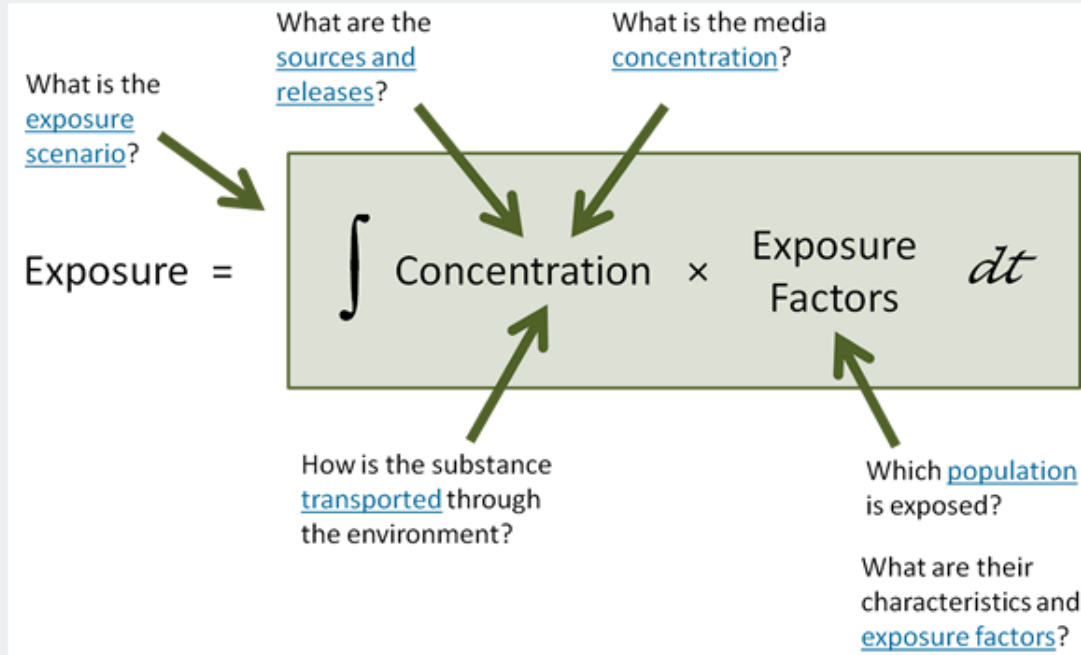 What is the
exposure
scenario?
What are the
sources and
releases?
What is the media
concentration?
Exposure = ∫ Concentration × Exposure Factors dt
How is the substance
transported through
the environment?
Which population
is exposed?
What are their
characteristics and
exposure factors?